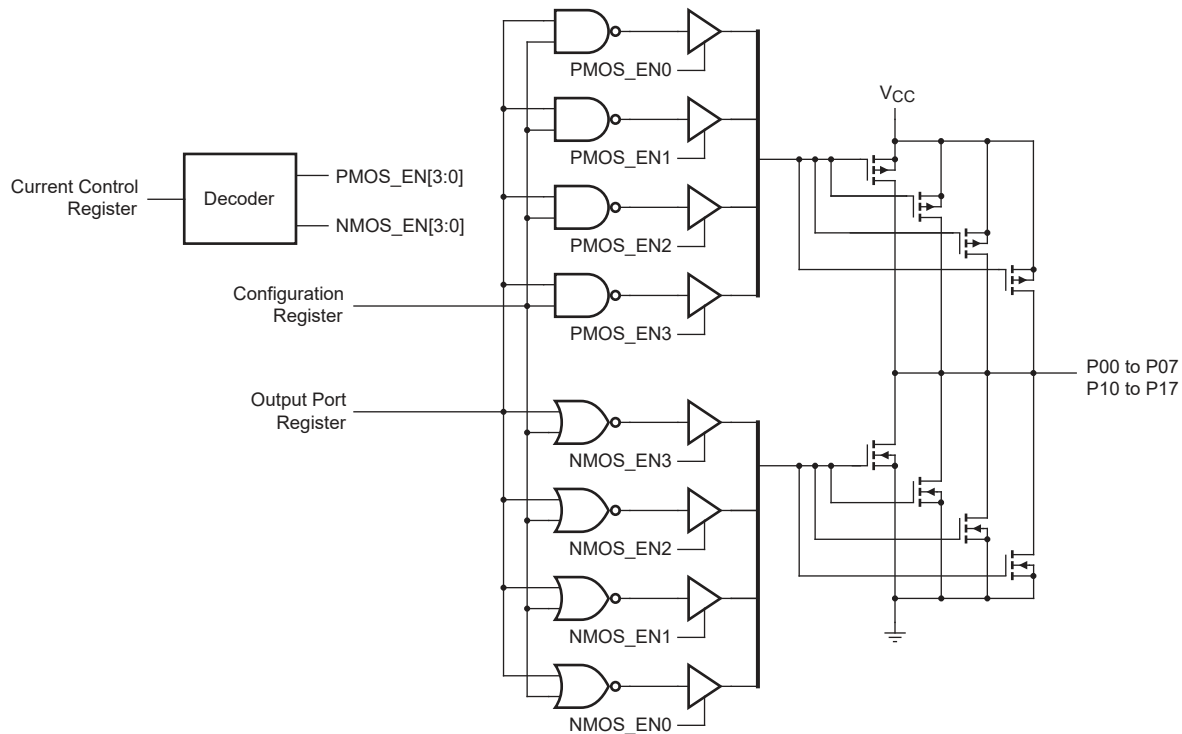 PMOS_EN0
PMOS_EN1
PMOS_EN2
PMOS_EN3
VCC
Current Control
Register
Decoder
PMOS_EN[3:0]
NMOS_EN[3:0]
Configuration
Register
Output Port
Register
P00 to P07
P10 to P17
NMOS_EN3
NMOS_EN2
NMOS_EN1
NMOS_EN0